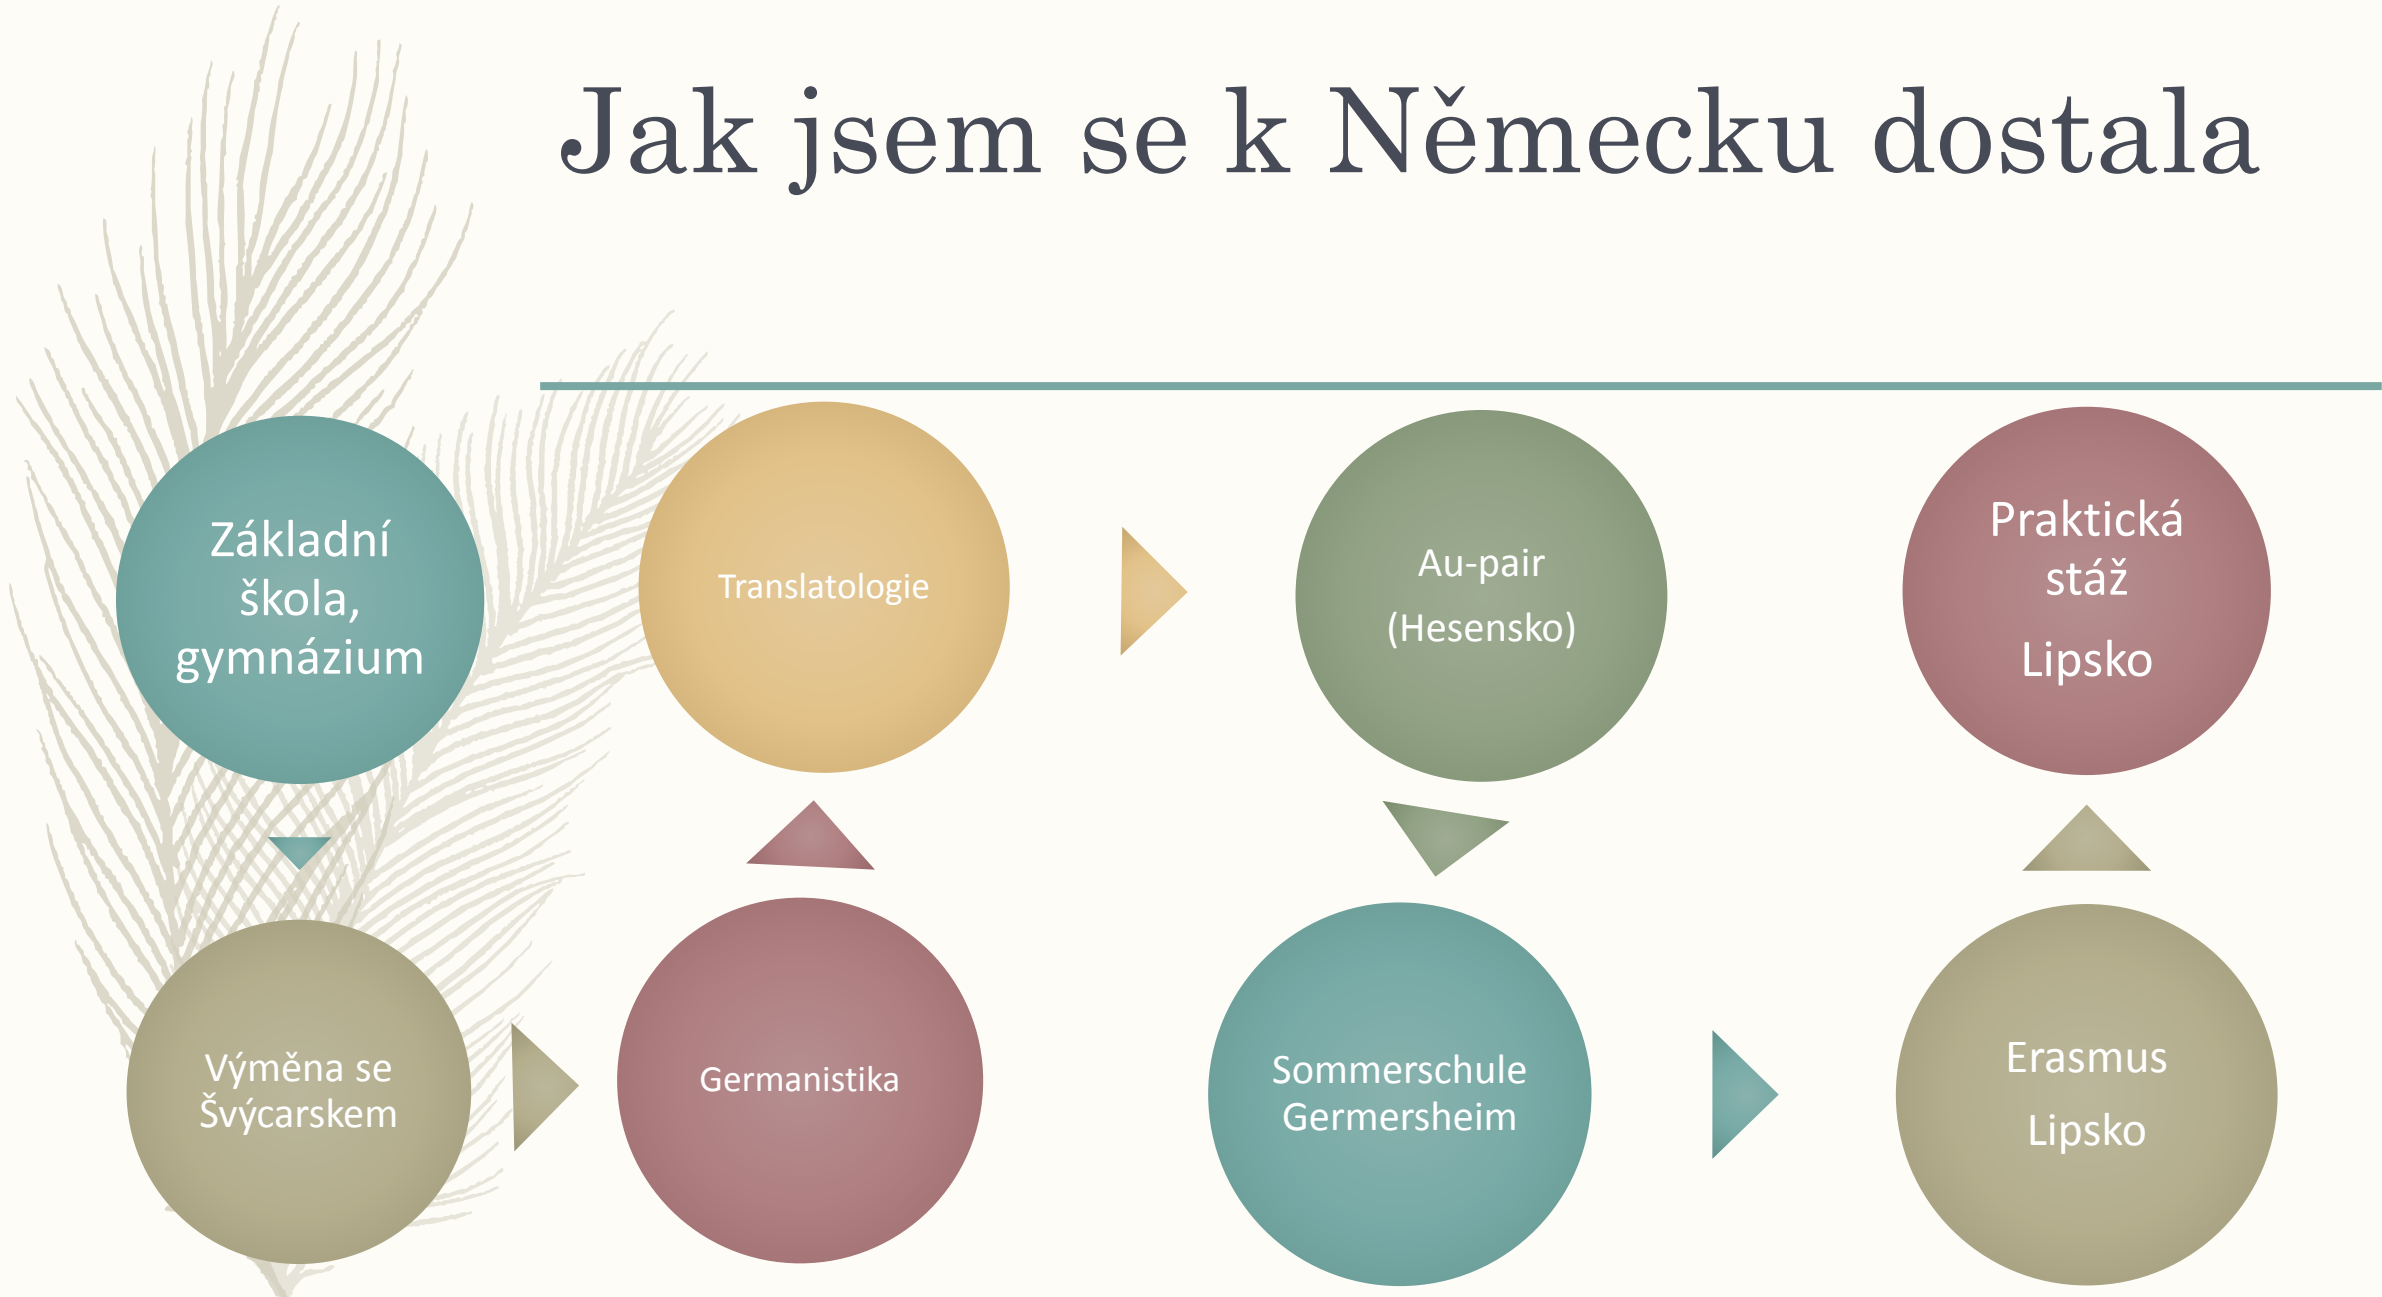 Jak jsem se k Německu dostala
Základní
škola,
gymnázium
Výměna se
Švýcarskem
Germanistika
Translatologie
Au-pair
(Hesensko)
Sommerschule
Germersheim
Erasmus
Lipsko
Praktická
stáž
Lipsko